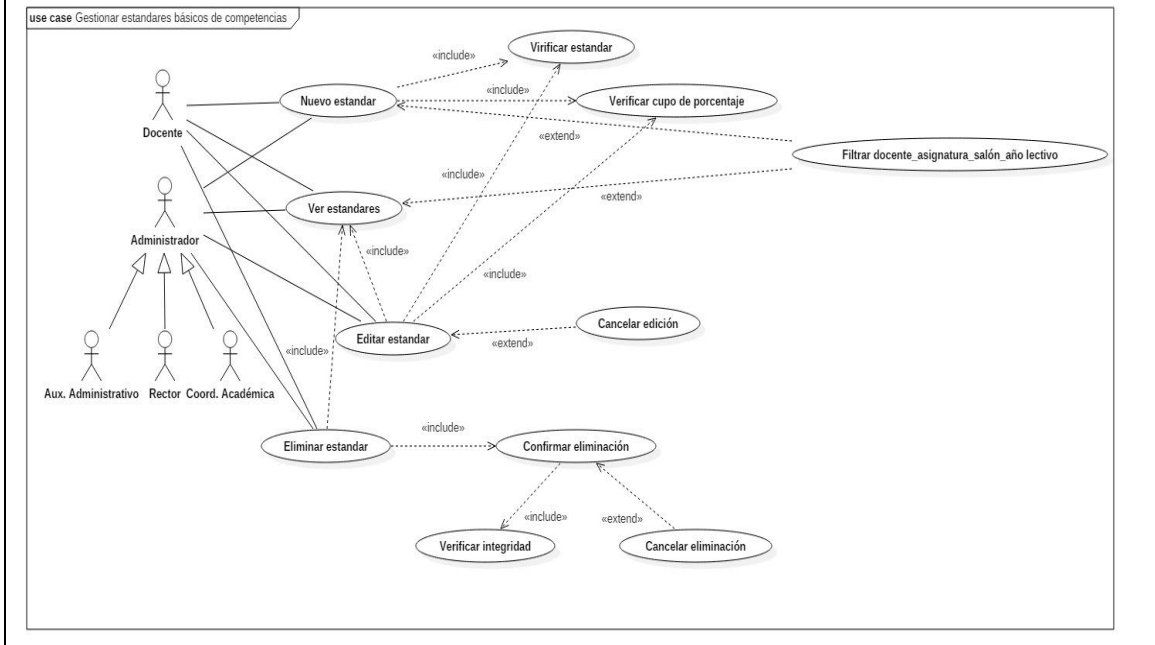 use case Gestionar estandares básicos de competencias
«include»
Virificar estandar
Docente
Nuevo estandar
«include»
Verificar cupo de porcentaje
«extend»
Filtrar docente_asignatura_salón_año lectivo
«include»
Administrador
Ver estandares
«extend»
«include»
«include»
Editar estandar
Cancelar edición
«extend»
«include»
Aux. Administrativo Rector Coord. Académica
«include»
Eliminar estandar
Confirmar eliminación
«include»
«extend»
Verificar integridad
Cancelar eliminación